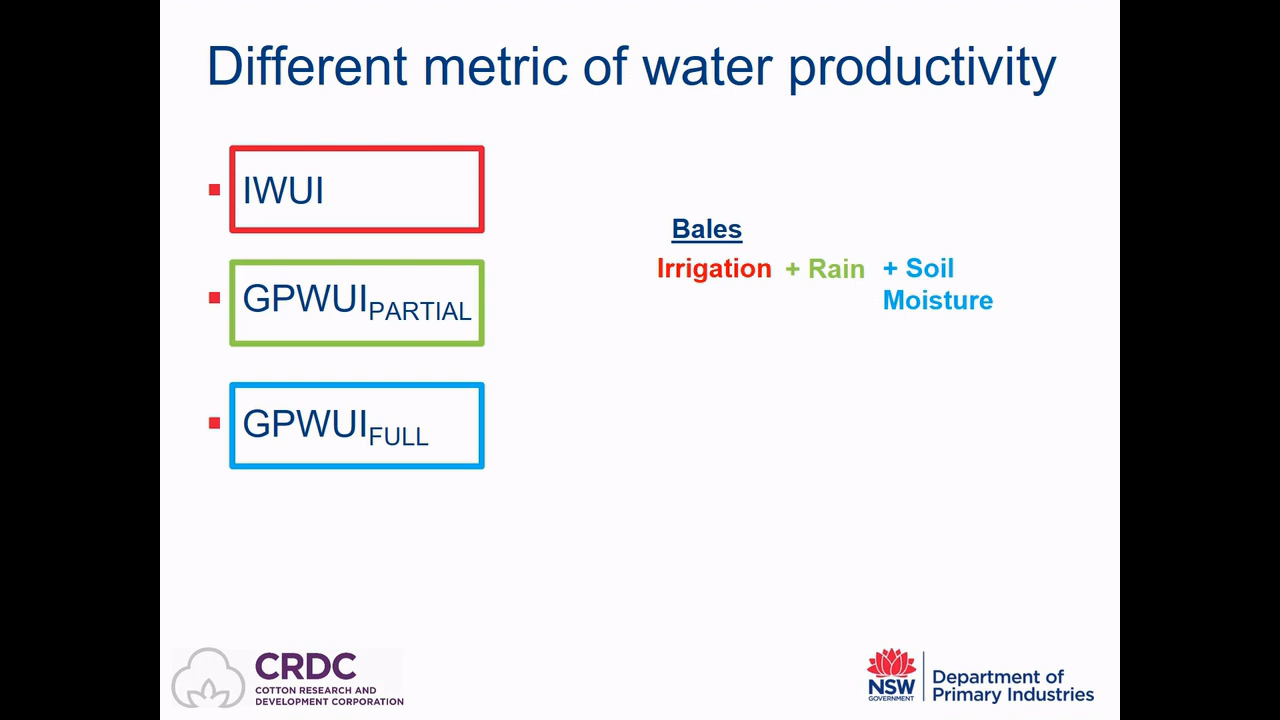 Different metric of water productivity
IWUI
GPWUIPARTIAL
GPWUIFULL
Bales
Irrigation + Rain + Soil
Moisture
CRDC
COTTON RESEARCH AND
DEVELOPMENT CORPORATION
NSW
GOVERNMENT
Department of
Primary Industries